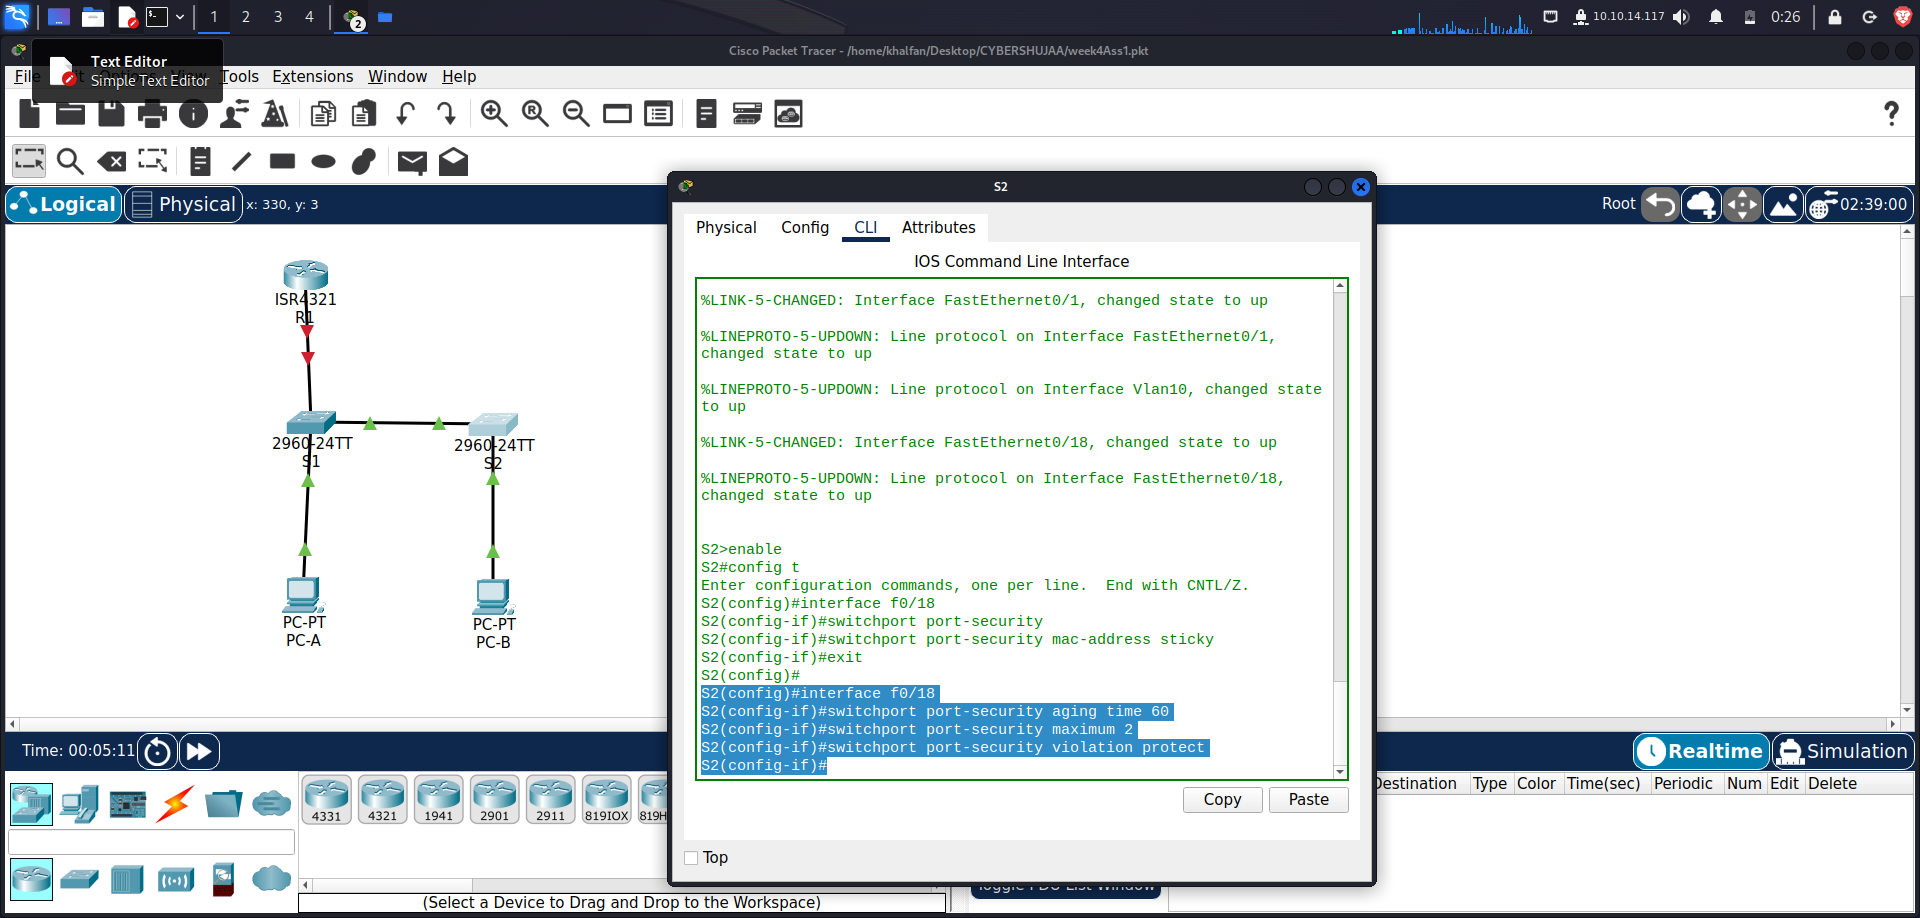 1 2 3 4
2
10.10.14.117
0:26
Cisco Packet Tracer - /home/khalfan/Desktop/CYBERSHUJAA/week4Ass1.pkt
Text Editor
Simple Text Editor
File Tools Extensions Window Help
Logical
Physical
x: 330, y: 3
Root
02:39:00
ISR4321
R1
2960-24TT
S1
2960-24TT
S2
PC-PT
PC-A
PC-PT
PC-B
S2
Physical Config CLI Attributes
IOS Command Line Interface
%LINK-5-CHANGED: Interface FastEthernet0/1, changed state to up
%LINEPROTO-5-UPDOWN: Line protocol on Interface FastEthernet0/1,
changed state to up
%LINEPROTO-5-UPDOWN: Line protocol on Interface Vlan10, changed state
to up
%LINK-5-CHANGED: Interface FastEthernet0/18, changed state to up
%LINEPROTO-5-UPDOWN: Line protocol on Interface FastEthernet0/18,
changed state to up
S2>enable
S2#config t
Enter configuration commands, one per line.  End with CNTL/Z.
S2(config)#interface f0/18
S2(config-if)#switchport port-security
S2(config-if)#switchport port-security mac-address sticky
S2(config-if)#exit
S2(config)#
S2(config)#interface f0/18
S2(config-if)#switchport port-security aging time 60
S2(config-if)#switchport port-security maximum 2
S2(config-if)#switchport port-security violation protect
S2(config-if)#
Copy
Paste
Top
Time: 00:05:11
Realtime
Simulation
4331 4321 1941 2901 2911 819IOX 819H
Destination Type Color Time(sec) Periodic Num Edit Delete
(Select a Device to Drag and Drop to the Workspace)
Toggle PDU List Window